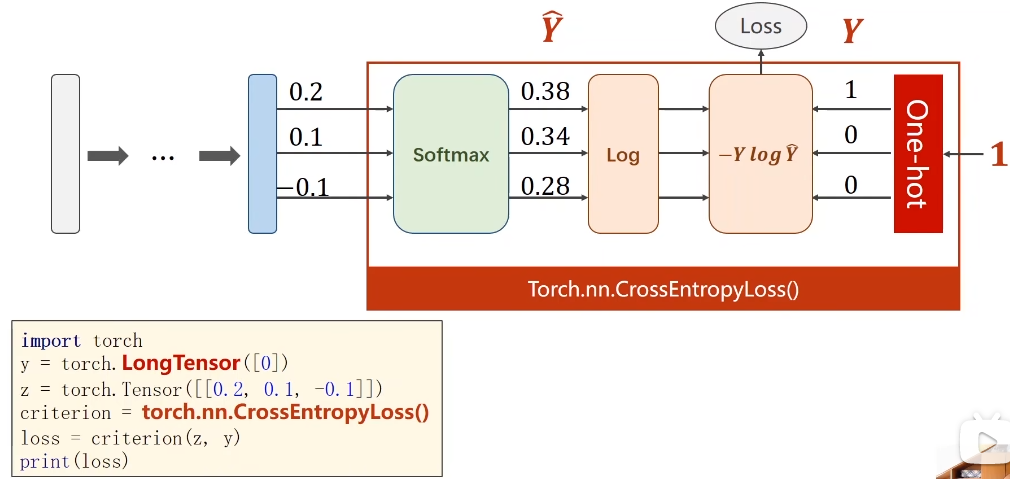 Ŷ
Loss
Y
0.2
0.1
−0.1
Softmax
0.38
0.34
0.28
Log
−Y log Ŷ
1
0
0
One-hot
1
...
Torch.nn.CrossEntropyLoss()
import torch
y = torch.LongTensor([0])
z = torch.Tensor([[0.2, 0.1, -0.1]])
criterion = torch.nn.CrossEntropyLoss()
loss = criterion(z, y)
print(loss)